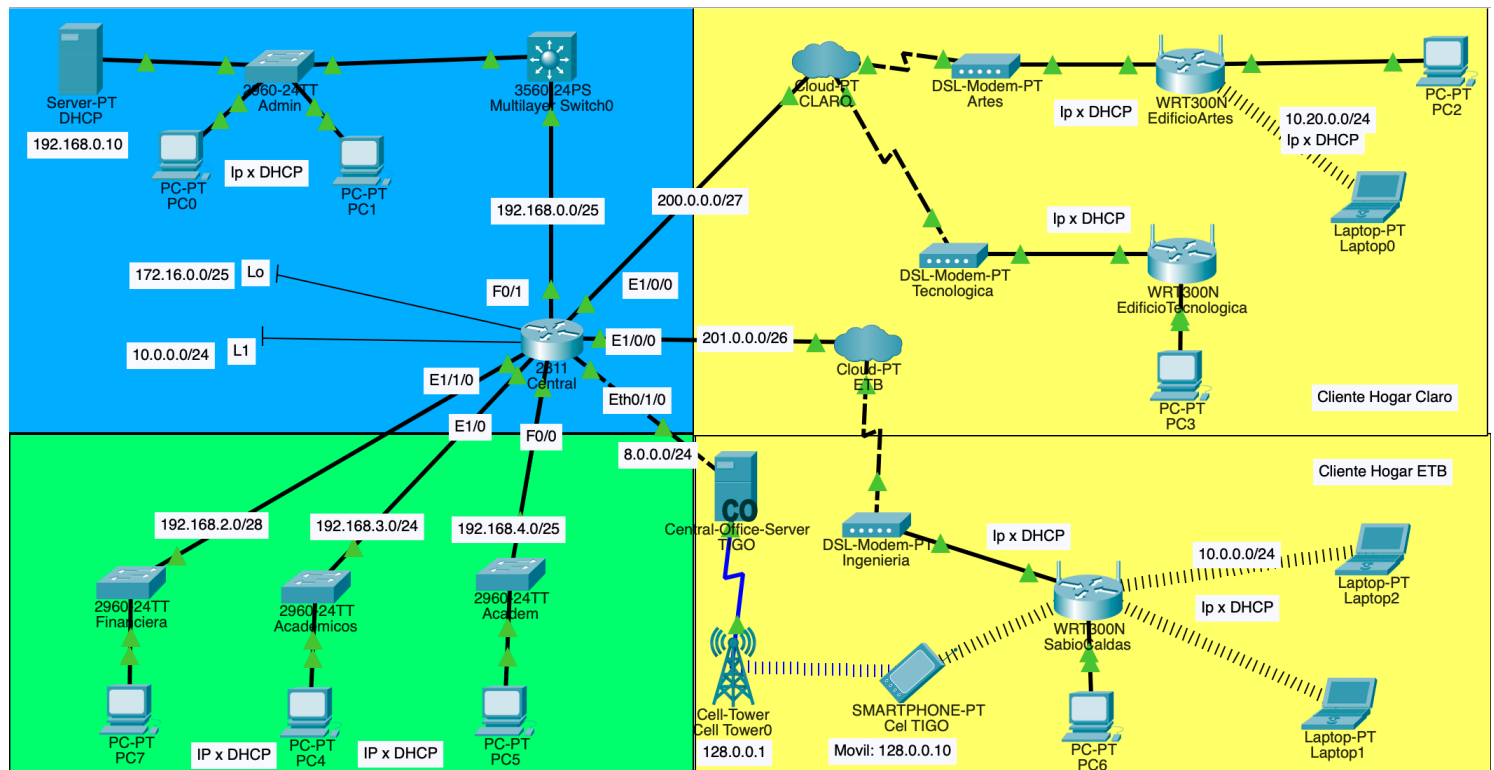 Server-PT
DHCP
192.168.0.10
2960-24TT
Admin
3560-24PS
Multilayer Switch0
PC-PT
PC0
Ip x DHCP
PC-PT
PC1
192.168.0.0/25
172.16.0.0/25
Lo
F0/1
E1/0/0
10.0.0.0/24
L1
2811
Central
E1/0/0
E1/1/0
Eth0/1/0
200.0.0.0/27
201.0.0.0/26
Cloud-PT
CLARO
DSL-Modem-PT
Artes
Ip x DHCP
WRT300N
EdificioArtes
10.20.0.0/24
Ip x DHCP
PC-PT
PC2
Laptop-PT
Laptop0
DSL-Modem-PT
Tecnologica
Ip x DHCP
WRT300N
EdificioTecnologica
PC-PT
PC3
Cliente Hogar Claro
Cloud-PT
ETB
E1/0
F0/0
192.168.2.0/28
192.168.3.0/24
192.168.4.0/25
2960-24TT
Financiera
2960-24TT
Académicos
2960-24TT
Academ
PC-PT
PC7
IP x DHCP
PC-PT
PC4
IP x DHCP
PC-PT
PC5
8.0.0.0/24
CO
Central-Office-Server
TIGO
Cell-Tower
Cell Tower0
128.0.0.1
SMARTPHONE-PT
Cel TIGO
Movil: 128.0.0.10
DSL-Modem-PT
Ingenieria
Ip x DHCP
WRT300N
SabioCaldas
PC-PT
PC6
10.0.0.0/24
Ip x DHCP
Laptop-PT
Laptop2
Laptop-PT
Laptop1
Cliente Hogar ETB